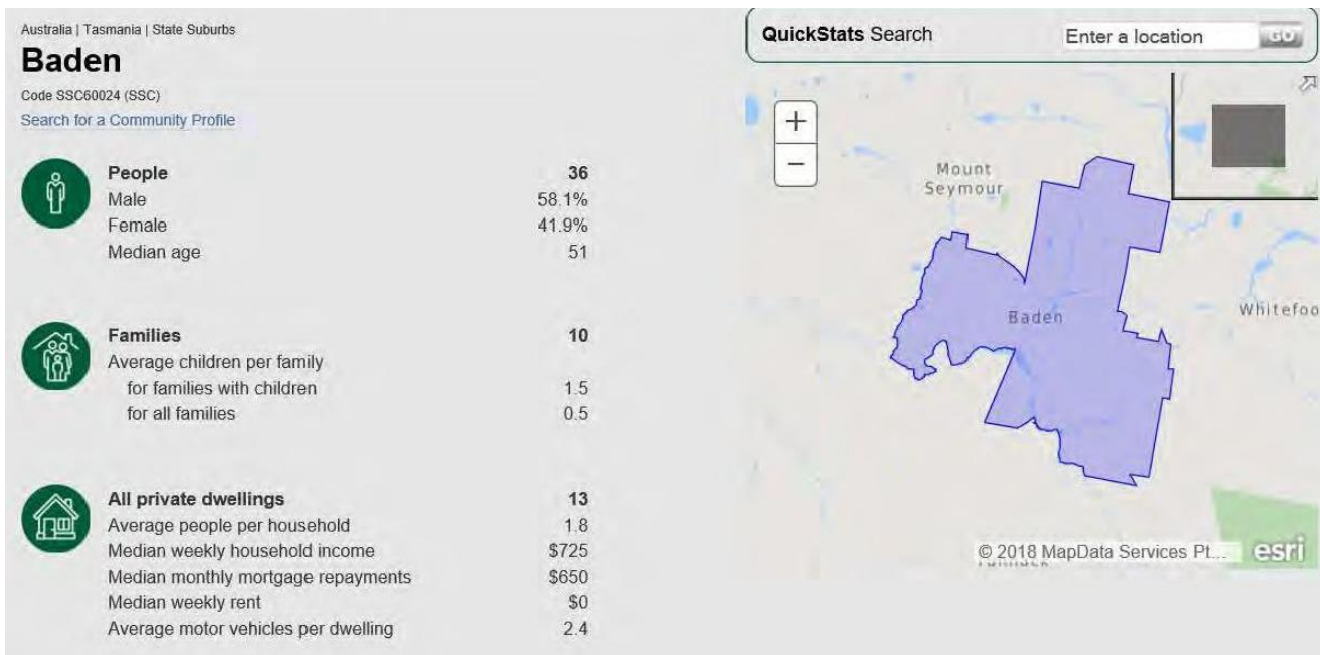 Australia | Tasmania | State Suburbs
Baden
Code SSC60024 (SSC)
Search for a Community Profile
People 36
Male 58.1%
Female 41.9%
Median age 51
Families 10
Average children per family
for families with children 1.5
for all families 0.5
All private dwellings 13
Average people per household 1.8
Median weekly household income $725
Median monthly mortgage repayments $650
Median weekly rent $0
Average motor vehicles per dwelling 2.4
QuickStats Search Enter a location GO
+
−
Mount
Seymour
Baden
Whitefoo
© 2018 MapData Services Pt... esri